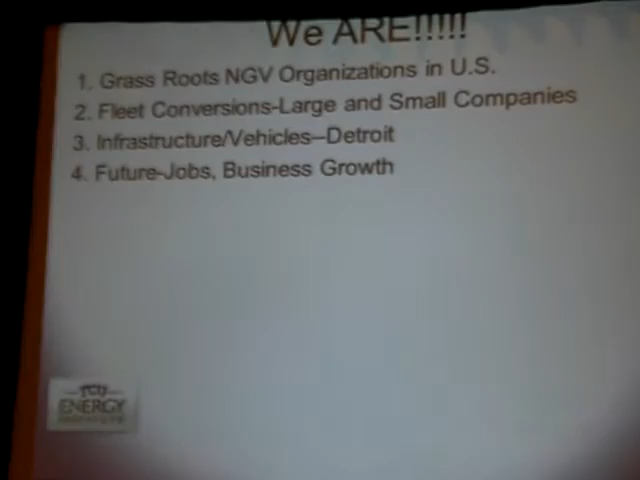 We ARE!!!!!
1. Grass Roots NGV Organizations in U.S.
2. Fleet Conversions-Large and Small Companies
3. Infrastructure/Vehicles–Detroit
4. Future-Jobs, Business Growth
TCU
ENERGY